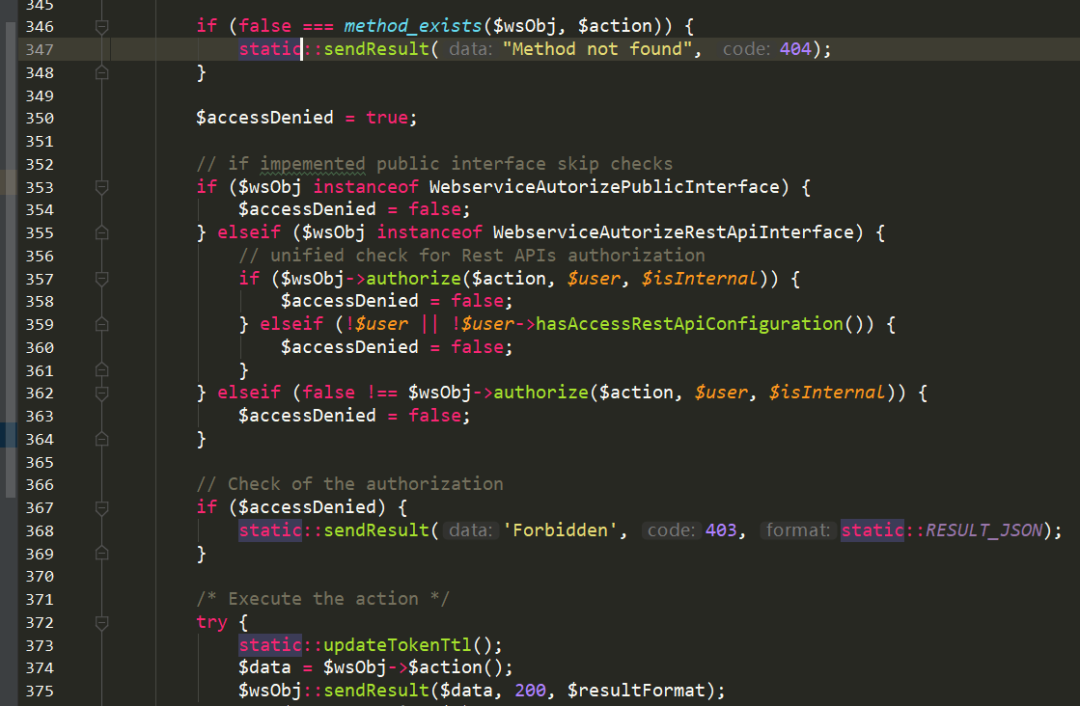 345
346 if (false === method_exists($wsObj, $action)) {
347 static::sendResult( data: "Method not found", code: 404);
348 }
349
350 $accessDenied = true;
351
352 // if impemented public interface skip checks
353 if ($wsObj instanceof WebserviceAutorizePublicInterface) {
354 $accessDenied = false;
355 } elseif ($wsObj instanceof WebserviceAutorizeRestApiInterface) {
356 // unified check for Rest APIs authorization
357 if ($wsObj->authorize($action, $user, $isInternal)) {
358 $accessDenied = false;
359 } elseif (!$user || !$user->hasAccessRestApiConfiguration()) {
360 $accessDenied = false;
361 }
362 } elseif (false !== $wsObj->authorize($action, $user, $isInternal)) {
363 $accessDenied = false;
364 }
365
366 // Check of the authorization
367 if ($accessDenied) {
368 static::sendResult( data: 'Forbidden', code: 403, format: static::RESULT_JSON);
369 }
370
371 /* Execute the action */
372 try {
373 static::updateTokenTtl();
374 $data = $wsObj->$action();
375 $wsObj::sendResult($data, 200, $resultFormat);